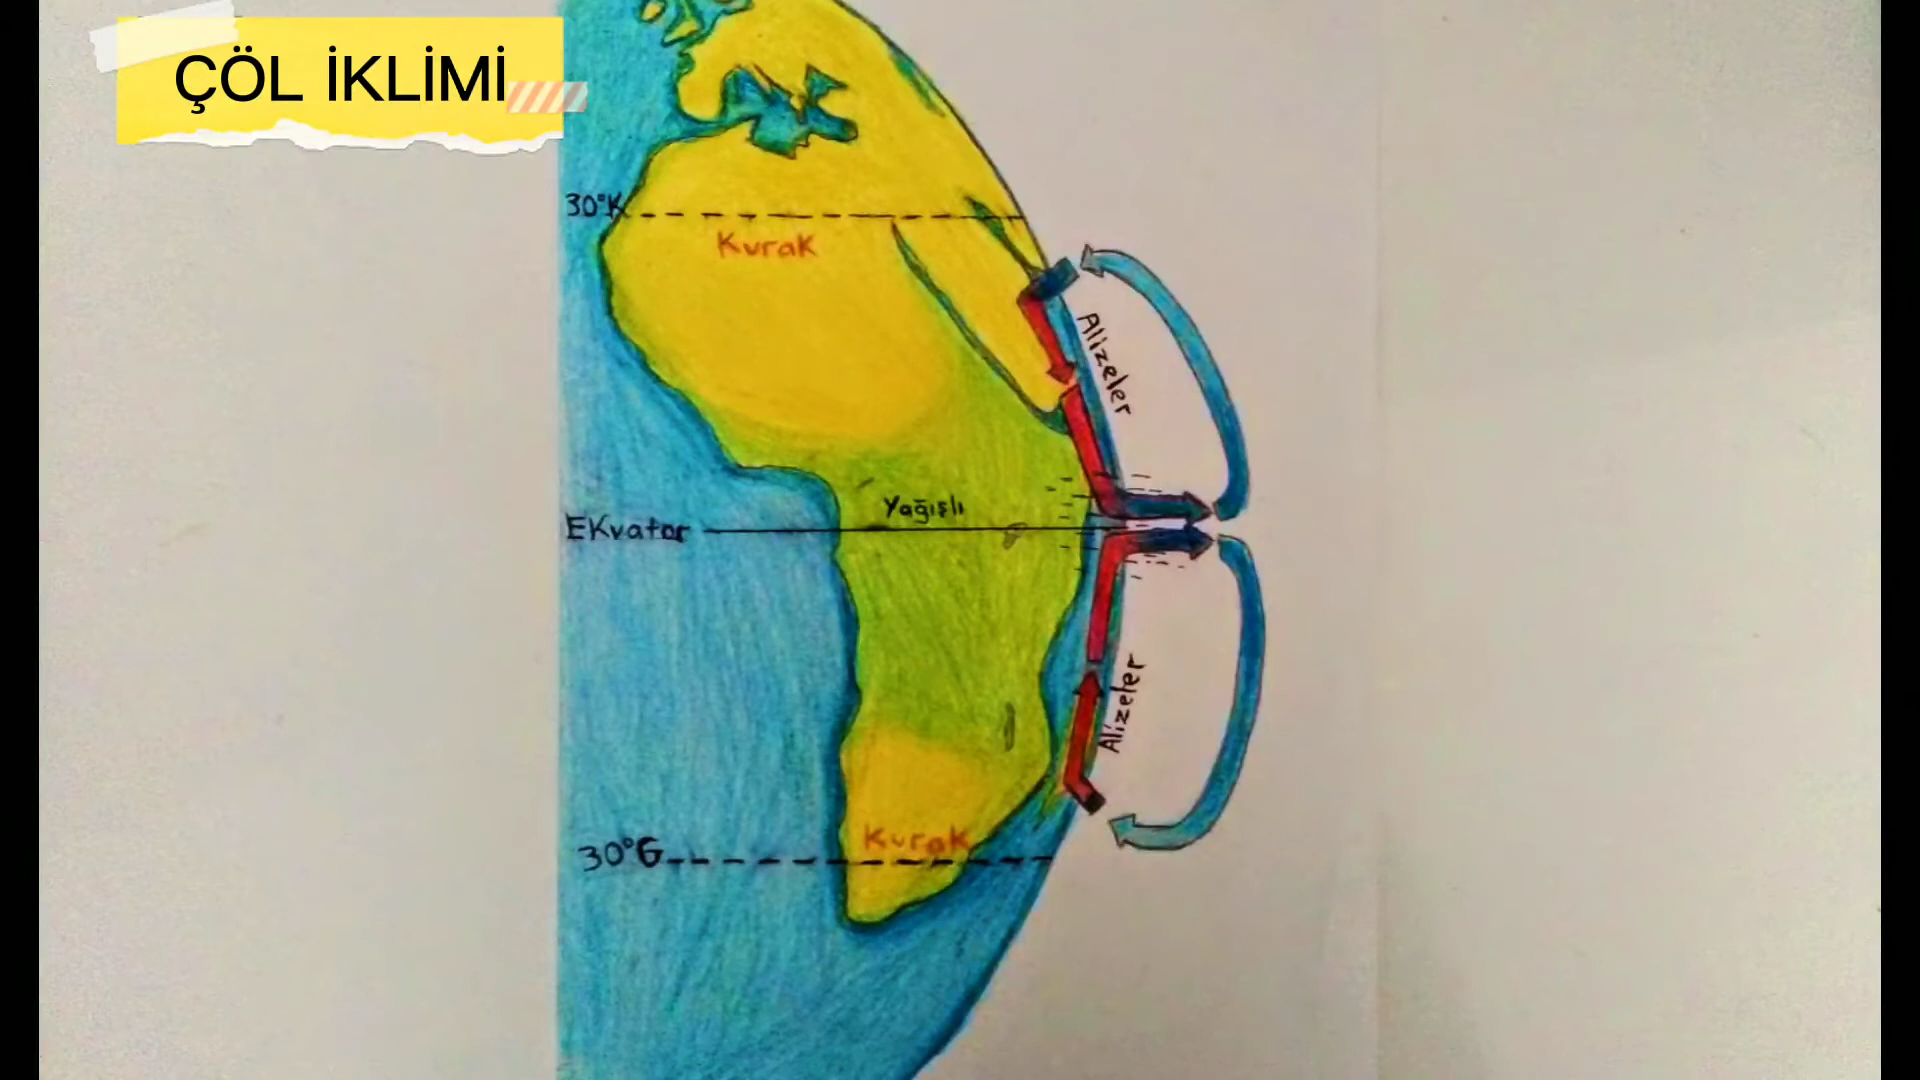 ÇÖL İKLİMİ
30°K
Kurak
Alizeler
Yağışlı
Ekvator
Alizeler
Kurak
30°G